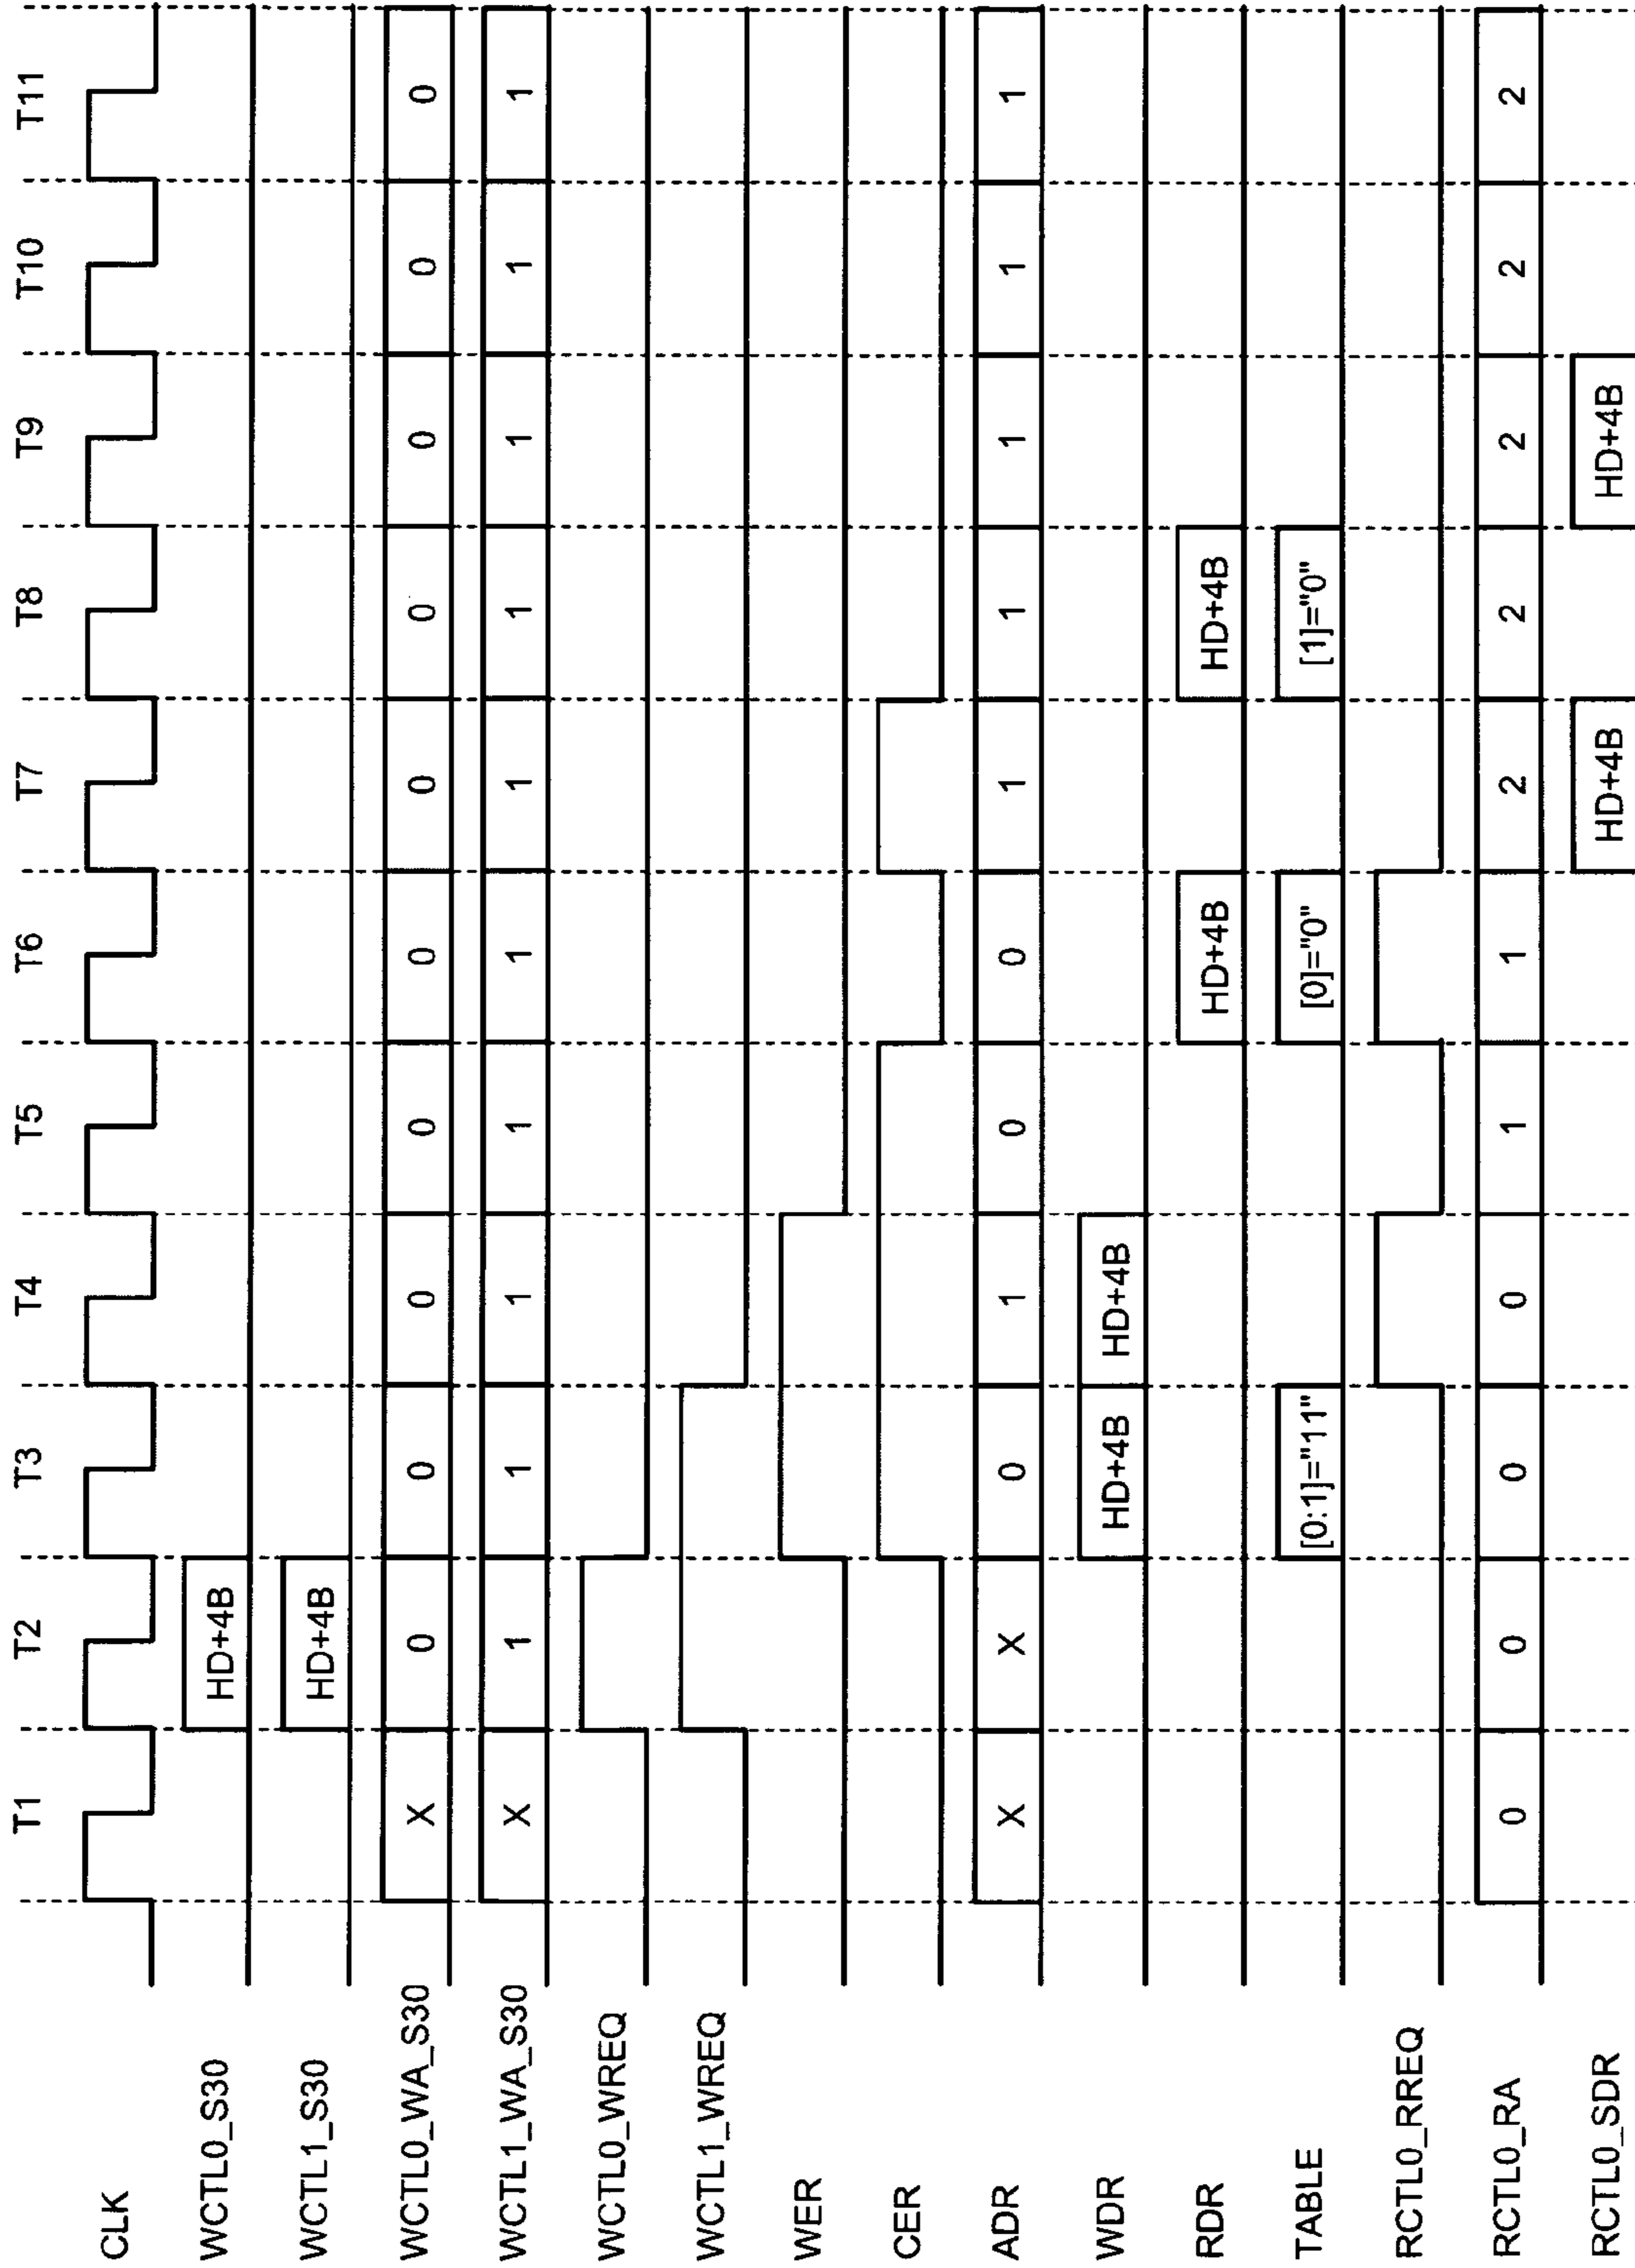 T1 T2 T3 T4 T5 T6 T7 T8 T9 T10 T11
CLK
WCTL0_S30 HD+4B
WCTL1_S30 HD+4B
WCTL0_WA_S30 X 0 0 0 0 0 0 0 0 0 0
WCTL1_WA_S30 X 1 1 1 1 1 1 1 1 1 1
WCTL0_WREQ
WCTL1_WREQ
WER
CER
ADR X X 0 1 0 0 1 1 1 1 1
WDR HD+4B HD+4B
RDR HD+4B HD+4B
TABLE [0:1]="11" [0]="0" [1]="0"
RCTL0_RREQ
RCTL0_RA 0 0 0 0 1 1 2 2 2 2 2
RCTL0_SDR HD+4B HD+4B